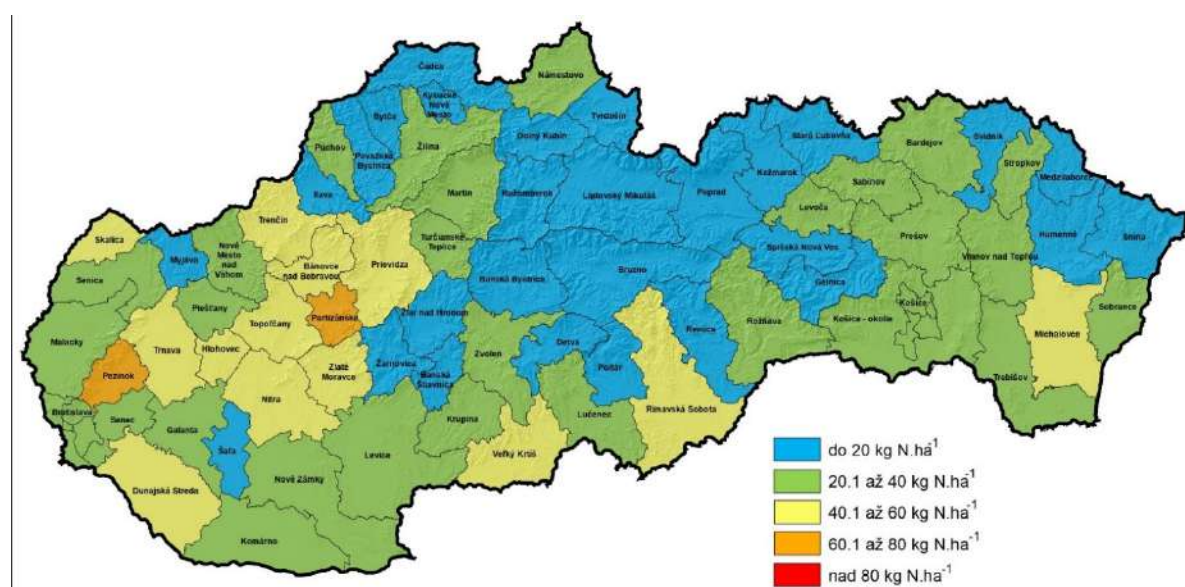 Čadca
Námestovo
Kysucké
Nové
Mesto
Bytča
Tvrdošín
Dolný Kubín
Stará Ľubovňa
Bardejov
Svidník
Stropkov
Medzilaborce
Púchov
Považská
Bystrica
Žilina
Kežmarok
Sabinov
Ilava
Martin
Ružomberok
Liptovský Mikuláš
Poprad
Levoča
Trenčín
Turčianske
Teplice
Prešov
Humenné
Snina
Skalica
Myjava
Nové
Mesto
nad
Váhom
Bánovce
nad Bebravou
Prievidza
Spišská Nová Ves
Vranov nad Topľou
Senica
Banská Bystrica
Brezno
Gelnica
Piešťany
Partizánske
Žiar nad Hronom
Košice
Sobrance
Malacky
Topoľčany
Revúca
Rožňava
Košice - okolie
Michalovce
Trnava
Hlohovec
Zlaté
Moravce
Žarnovica
Banská
Štiavnica
Zvolen
Detva
Poltár
Pezinok
Nitra
Trebišov
Bratislava
Senec
Galanta
Krupina
Lučenec
Rimavská Sobota
Šaľa
Levice
Veľký Krtíš
Dunajská Streda
Nové Zámky
Komárno
do 20 kg N.ha-1
20.1 až 40 kg N.ha-1
40.1 až 60 kg N.ha-1
60.1 až 80 kg N.ha-1
nad 80 kg N.ha-1